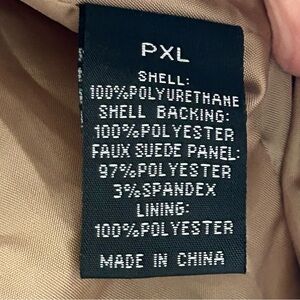 PXL
SHELL:
100%POLYURETHANE
SHELL BACKING:
100%POLYESTER
FAUX SUEDE PANEL:
97%POLYESTER
3%SPANDEX
LINING:
100%POLYESTER
MADE IN CHINA